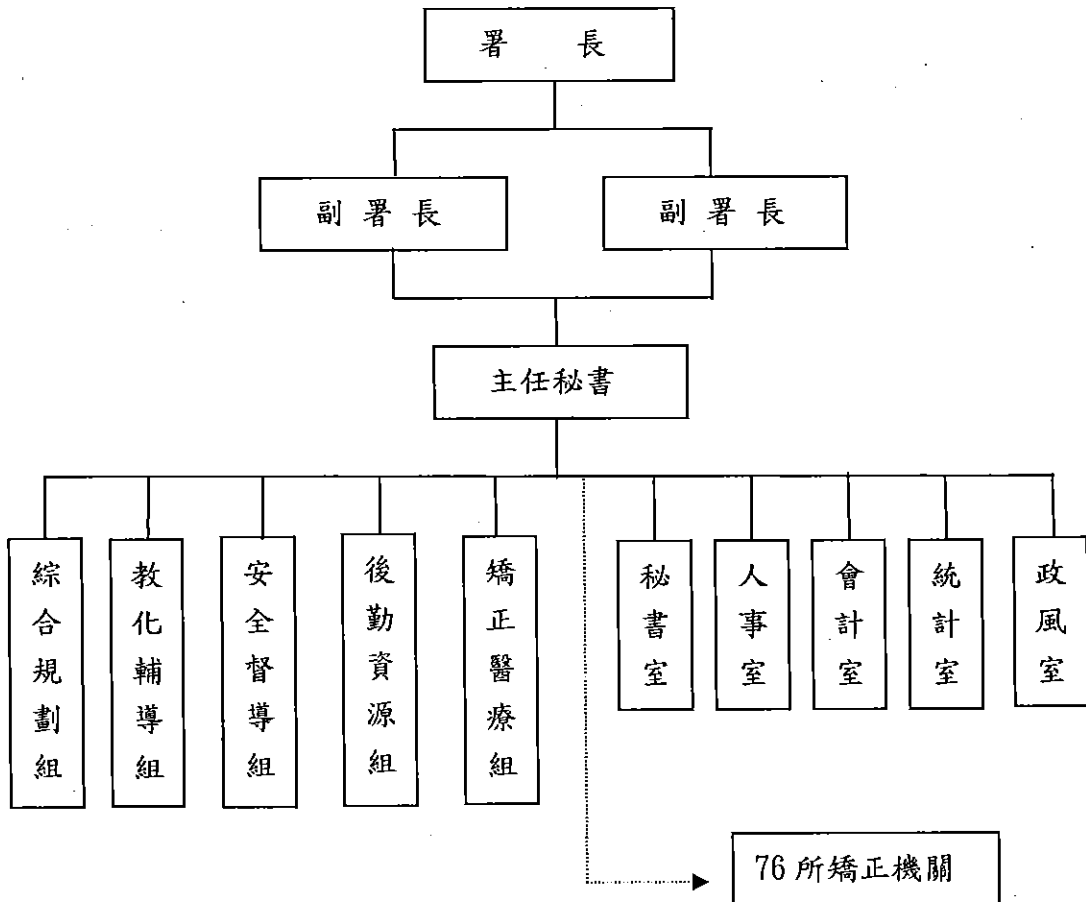 署 長
副署長
副署長
主任秘書
綜合規劃組
教化輔導組
安全督導組
後勤資源組
矯正醫療組
秘書室
人事室
會計室
統計室
政風室
76 所矯正機關